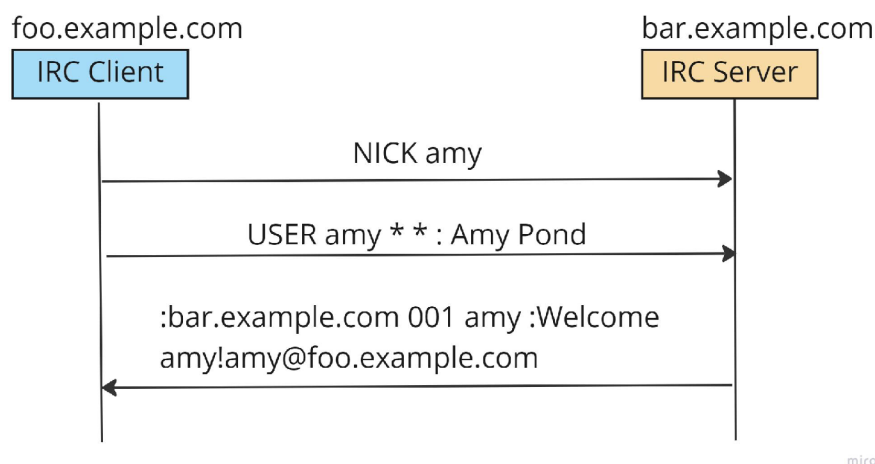 foo.example.com
bar.example.com
IRC Client
IRC Server
NICK amy
USER amy * * : Amy Pond
:bar.example.com 001 amy :Welcome
amy!amy@foo.example.com